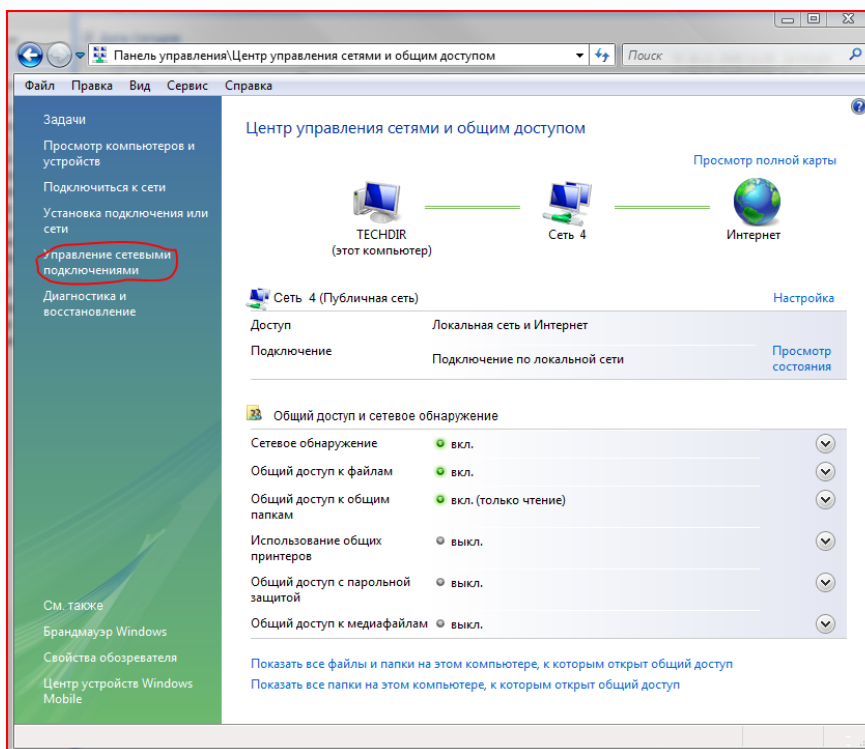 Панель управления\Центр управления сетями и общим доступом
Поиск
Файл Правка Вид Сервис Справка
Задачи
Просмотр компьютеров и
устройств
Подключиться к сети
Установка подключения или
сети
Управление сетевыми
подключениями
Диагностика и
восстановление
См. также
Брандмауэр Windows
Свойства обозревателя
Центр устройств Windows
Mobile
Центр управления сетями и общим доступом
Просмотр полной карты
TECHDIR
(этот компьютер)
Сеть 4
Интернет
Сеть 4 (Публичная сеть)
Настройка
Доступ
Локальная сеть и Интернет
Подключение
Подключение по локальной сети
Просмотр
состояния
Общий доступ и сетевое обнаружение
Сетевое обнаружение
вкл.
Общий доступ к файлам
вкл.
Общий доступ к общим
папкам
вкл. (только чтение)
Использование общих
принтеров
выкл.
Общий доступ с парольной
защитой
выкл.
Общий доступ к медиафайлам
выкл.
Показать все файлы и папки на этом компьютере, к которым открыт общий доступ
Показать все папки на этом компьютере, к которым открыт общий доступ